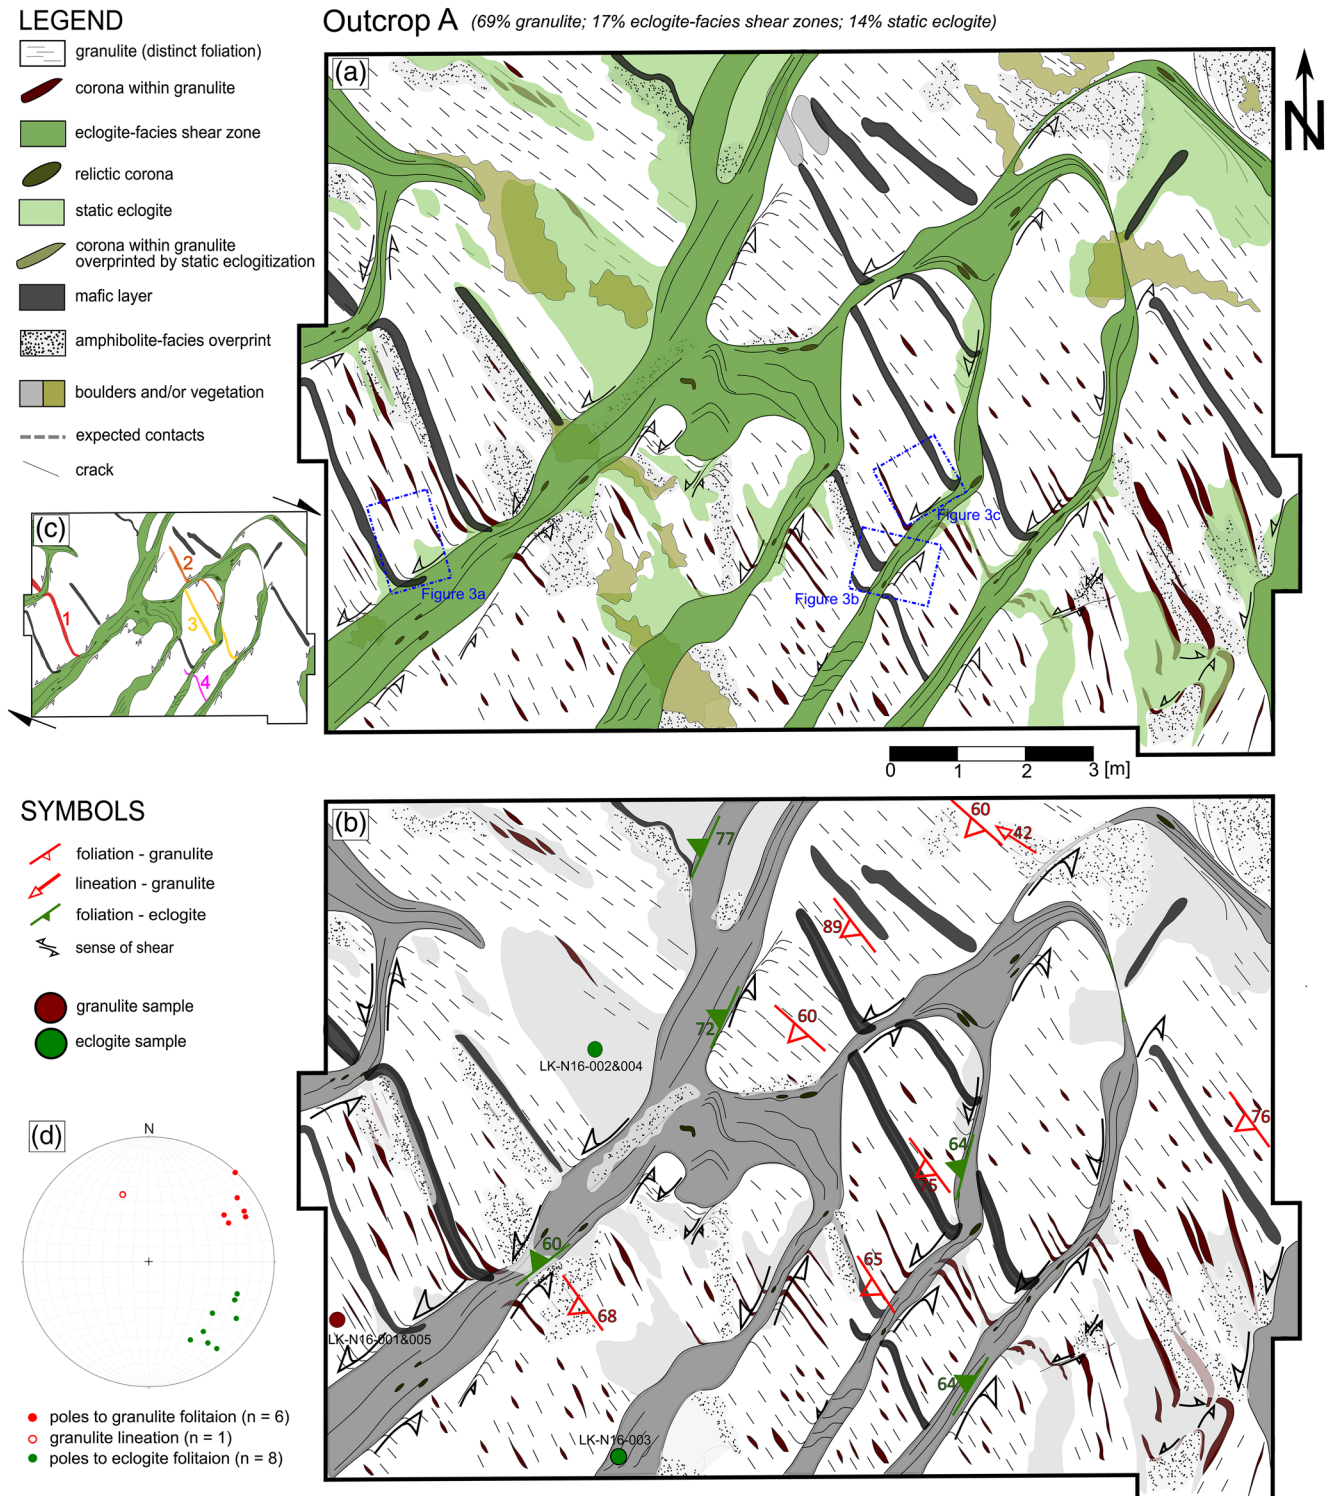 LEGEND
granulite (distinct foliation)
corona within granulite
eclogite-facies shear zone
relictic corona
static eclogite
corona within granulite
overprinted by static eclogitization
mafic layer
amphibolite-facies overprint
boulders and/or vegetation
expected contacts
crack
Outcrop A (69% granulite; 17% eclogite-facies shear zones; 14% static eclogite)
(a)
N
Figure 3a
Figure 3b
Figure 3c
0 1 2 3 [m]
(c)
1
2
3
4
SYMBOLS
foliation - granulite
lineation - granulite
foliation - eclogite
sense of shear
granulite sample
eclogite sample
(b)
60
42
77
89
72
60
LK-N16-002&004
76
64
75
60
65
68
LK-N16-001&005
64
LK-N16-003
(d)
N
poles to granulite folitaion (n = 6)
granulite lineation (n = 1)
poles to eclogite folitaion (n = 8)